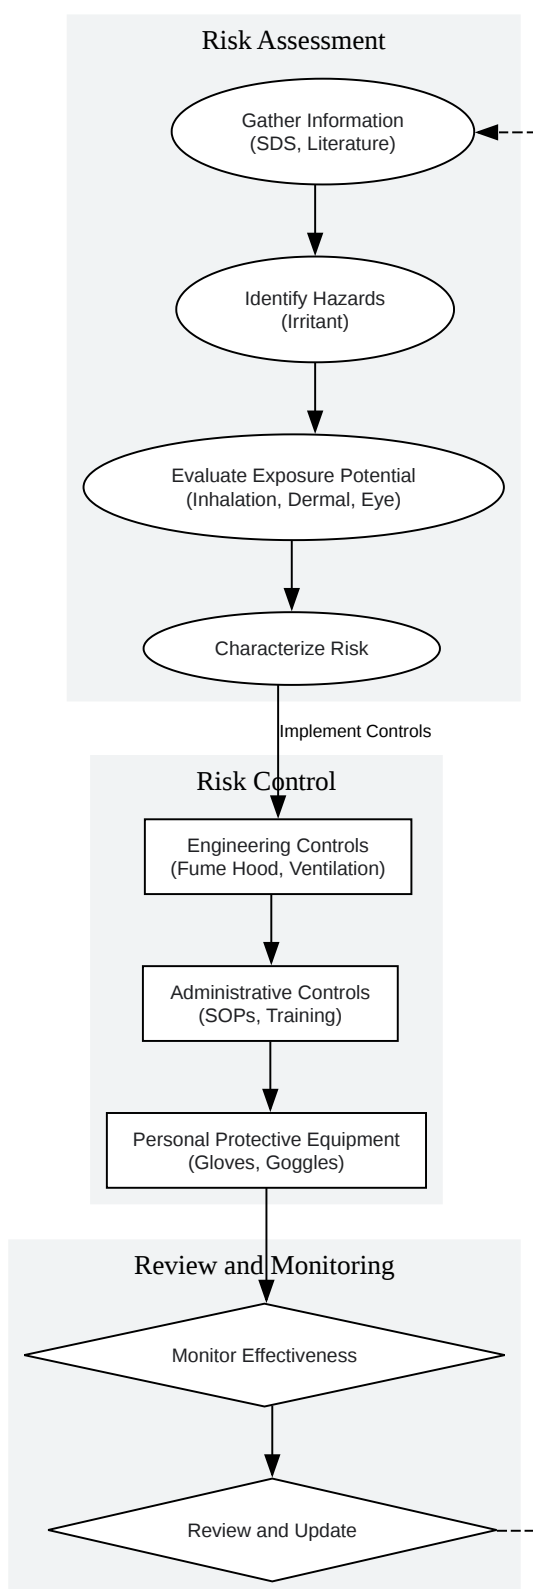 Risk Assessment
Gather Information
(SDS, Literature)
Identify Hazards
(Irritant)
Evaluate Exposure Potential
(Inhalation, Dermal, Eye)
Characterize Risk
Implement Controls
Risk Control
Engineering Controls
(Fume Hood, Ventilation)
Administrative Controls
(SOPs, Training)
Personal Protective Equipment
(Gloves, Goggles)
Review and Monitoring
Monitor Effectiveness
Review and Update